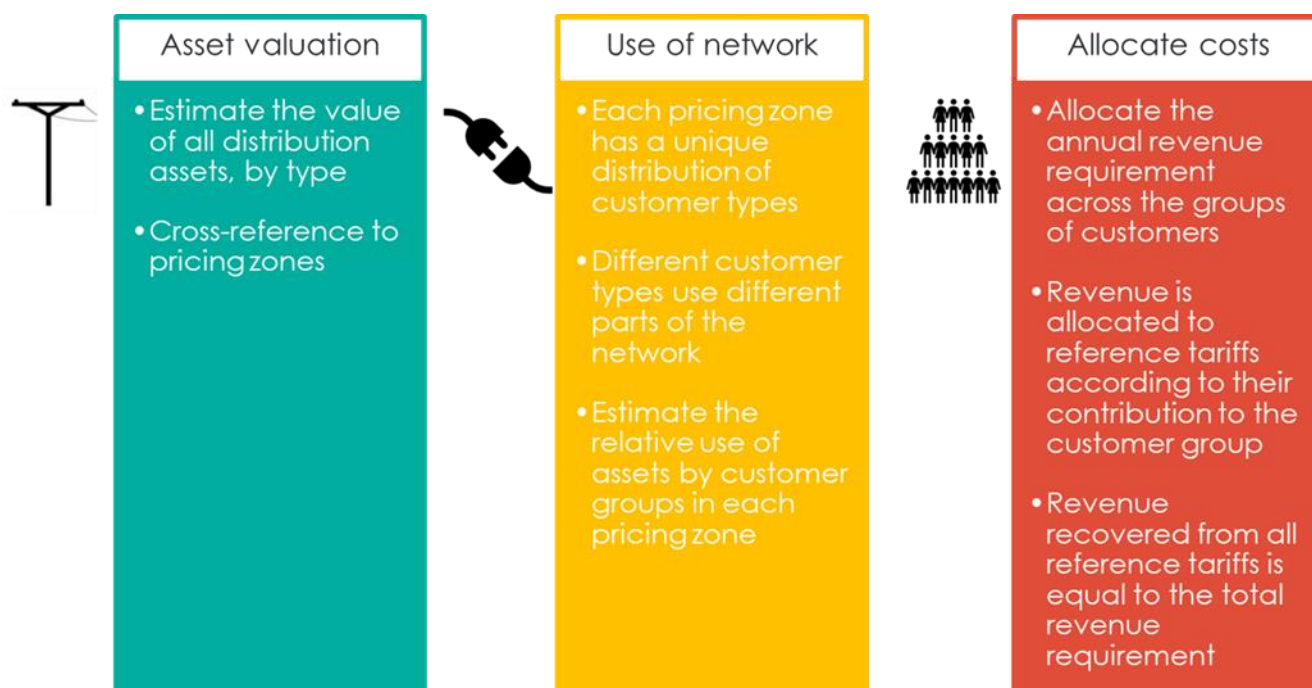 Asset valuation
• Estimate the value
of all distribution
assets, by type
• Cross-reference to
pricing zones
Use of network
• Each pricing zone
has a unique
distribution of
customer types
• Different customer
types use different
parts of the
network
• Estimate the
relative use of
assets by customer
groups in each
pricing zone
Allocate costs
• Allocate the
annual revenue
requirement
across the groups
of customers
• Revenue is
allocated to
reference tariffs
according to their
contribution to the
customer group
• Revenue
recovered from all
reference tariffs is
equal to the total
revenue
requirement